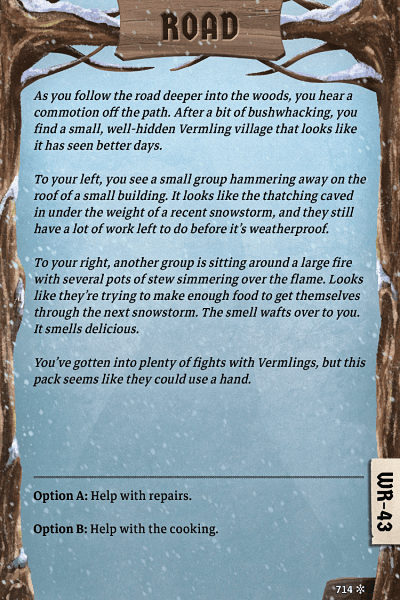 ROAD
As you follow the road deeper into the woods, you hear a
commotion off the path. After a bit of bushwhacking, you
find a small, well-hidden Vermling village that looks like
it has seen better days.
To your left, you see a small group hammering away on the
roof of a small building. It looks like the thatching caved
in under the weight of a recent snowstorm, and they still
have a lot of work left to do before it's weatherproof.
To your right, another group is sitting around a large fire
with several pots of stew simmering over the flame. Looks
like they're trying to make enough food to get themselves
through the next snowstorm. The smell wafts over to you.
It smells delicious.
You've gotten into plenty of fights with Vermlings, but this
pack seems like they could use a hand.
Option A: Help with repairs.
Option B: Help with the cooking.
WR-43
714